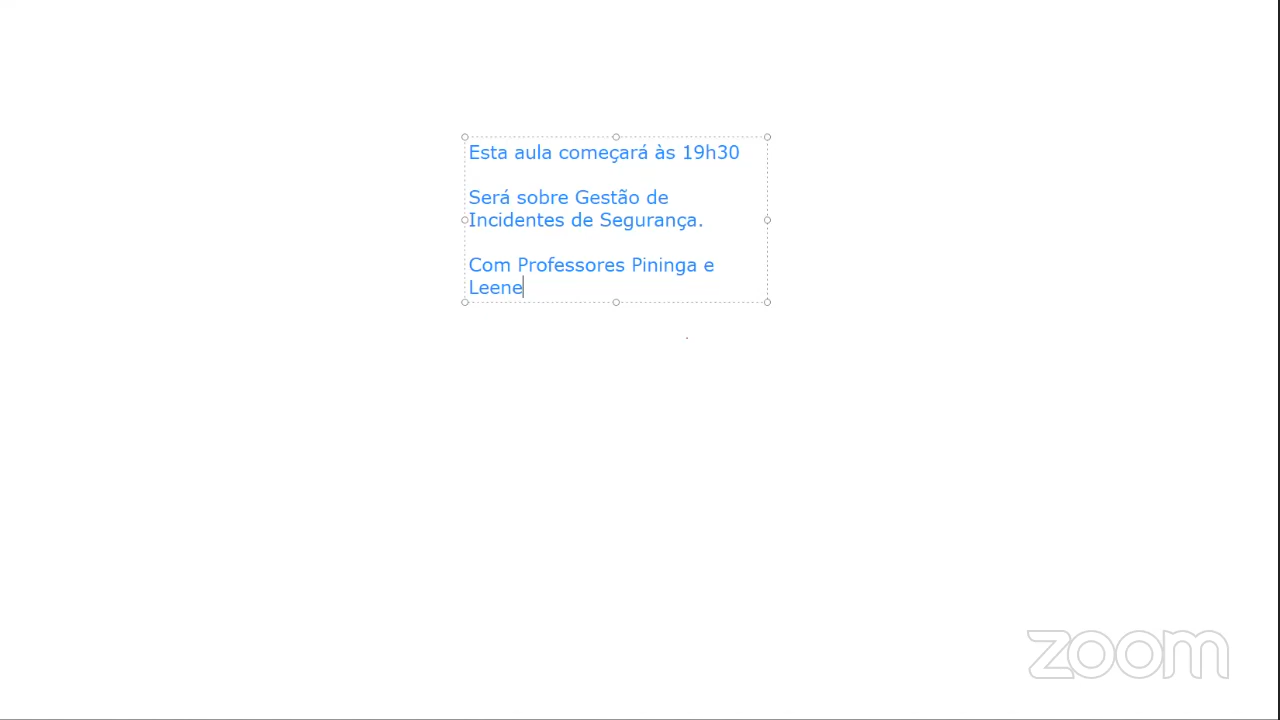 Esta aula começará às 19h30
Será sobre Gestão de
Incidentes de Segurança.
Com Professores Pininga e
Leene
zoom